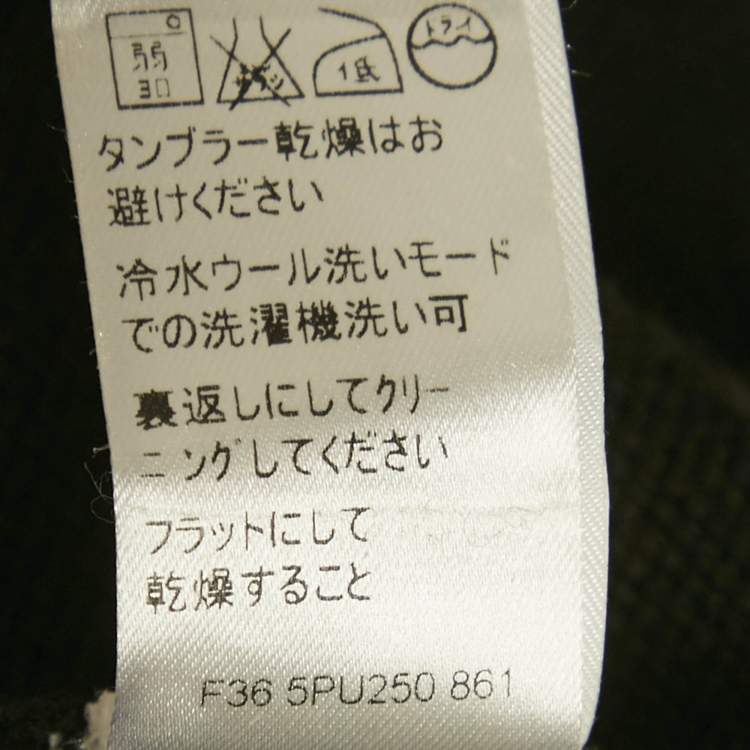 弱
30
サラシ
1低
ドライ
タンブラー乾燥はお
避けください
冷水ウール洗いモード
での洗濯機洗い可
裏返しにしてクリー
ニングしてください
フラットにして
乾燥すること
F36 5PU250 861